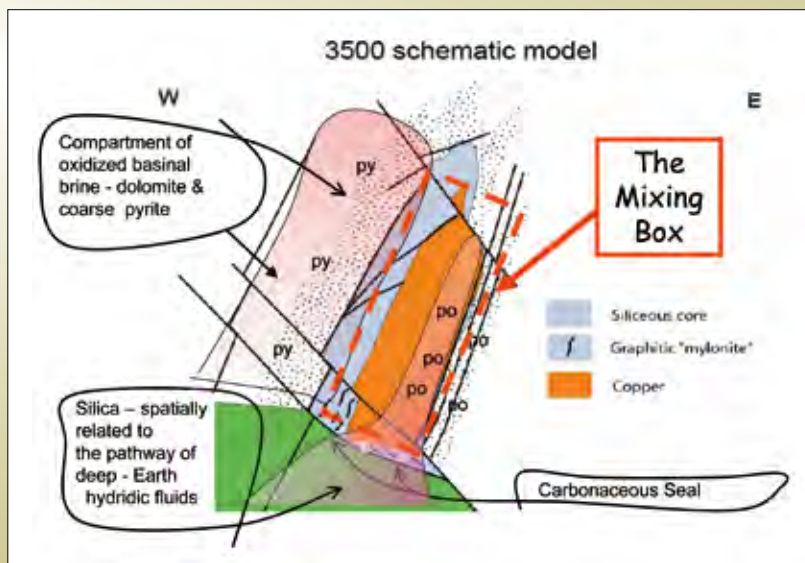 3500 schematic model
W
E
Compartment of
oxidized basinal
brine - dolomite &
coarse pyrite
The
Mixing
Box
py
py
py
po
po
po
po
po
po
Siliceous core
Graphitic "mylonite"
Copper
Silica – spatially
related to
the pathway of
deep - Earth
hydridic fluids
Carbonaceous Seal